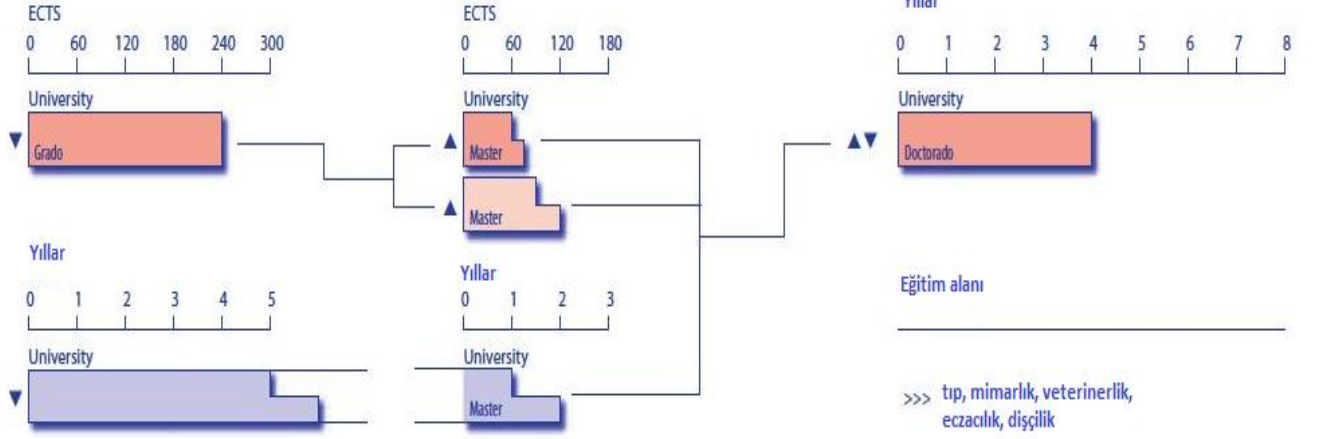 ECTS
0 60 120 180 240 300
University
Grado
ECTS
0 60 120 180
University
Master
Master
Yıllar
0 1 2 3 4 5 6 7 8
University
Doctorado
Yıllar
0 1 2 3 4 5
University
Yıllar
0 1 2 3
University
Master
Eğitim alanı
>>> tıp, mimarlık, veterinerlik,
eczacılık, dişçilik